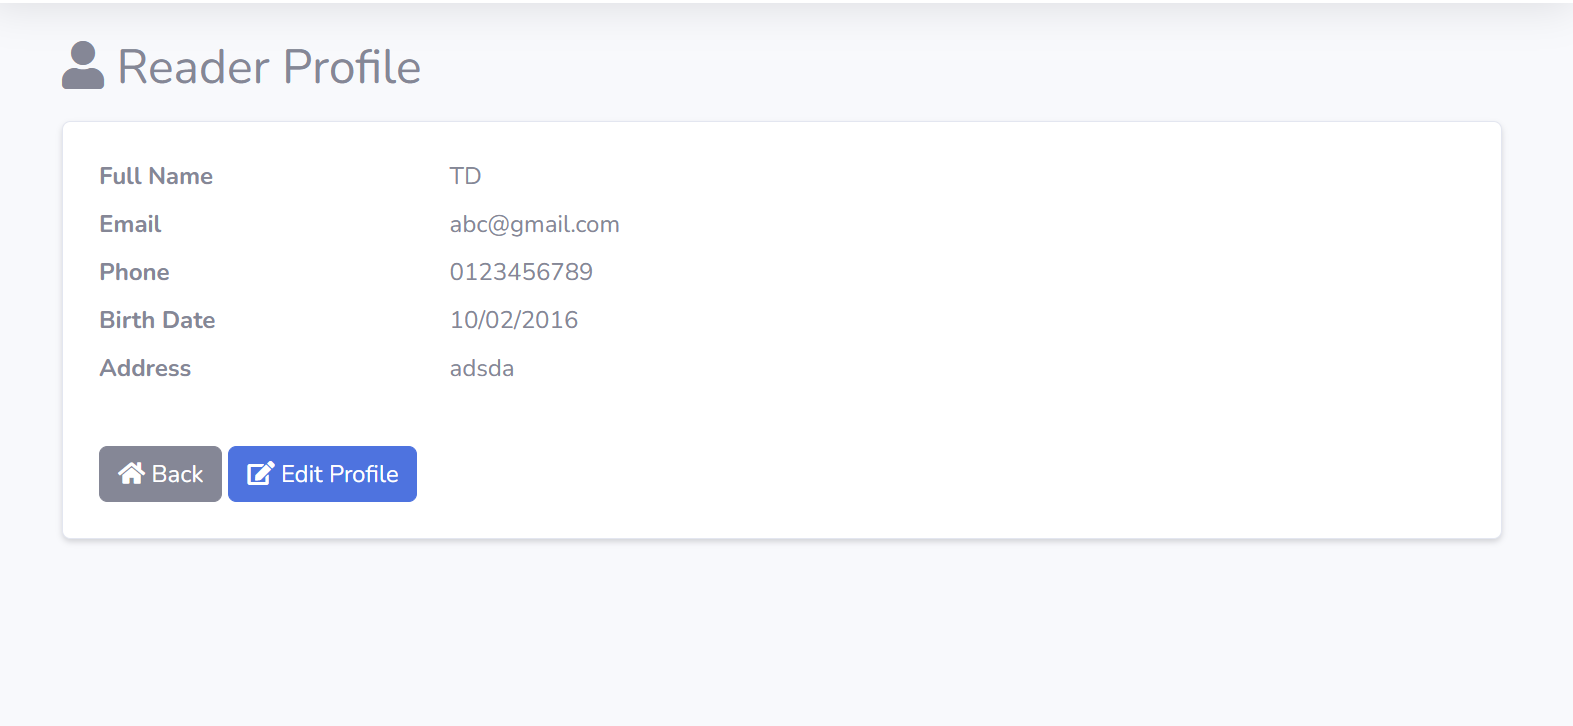 Reader Profile
Full Name TD
Email abc@gmail.com
Phone 0123456789
Birth Date 10/02/2016
Address adsda
Back Edit Profile